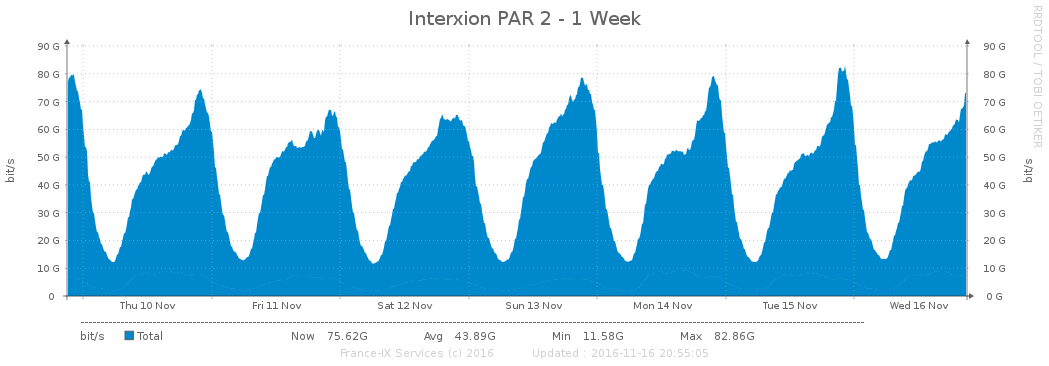 Interxion PAR 2 - 1 Week
RRDTOOL / TOBI OETIKER
bit/s
90 G
80 G
70 G
60 G
50 G
40 G
30 G
20 G
10 G
0
90 G
80 G
70 G
60 G
50 G
40 G
30 G
20 G
10 G
0 G
bit/s
Thu 10 Nov Fri 11 Nov Sat 12 Nov Sun 13 Nov Mon 14 Nov Tue 15 Nov Wed 16 Nov
bit/s Total Now 75.62G Avg 43.89G Min 11.58G Max 82.86G
France-IX Services (c) 2016 Updated : 2016-11-16 20:55:05